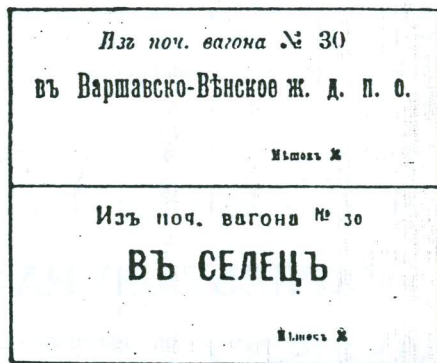 Изъ поч. вагона № 30
въ Варшавско-Вѣнское ж. д. п. о.
Мѣшокъ №
Изъ поч. вагона № 30
ВЪ СЕЛЕЦЪ
Мѣшокъ №